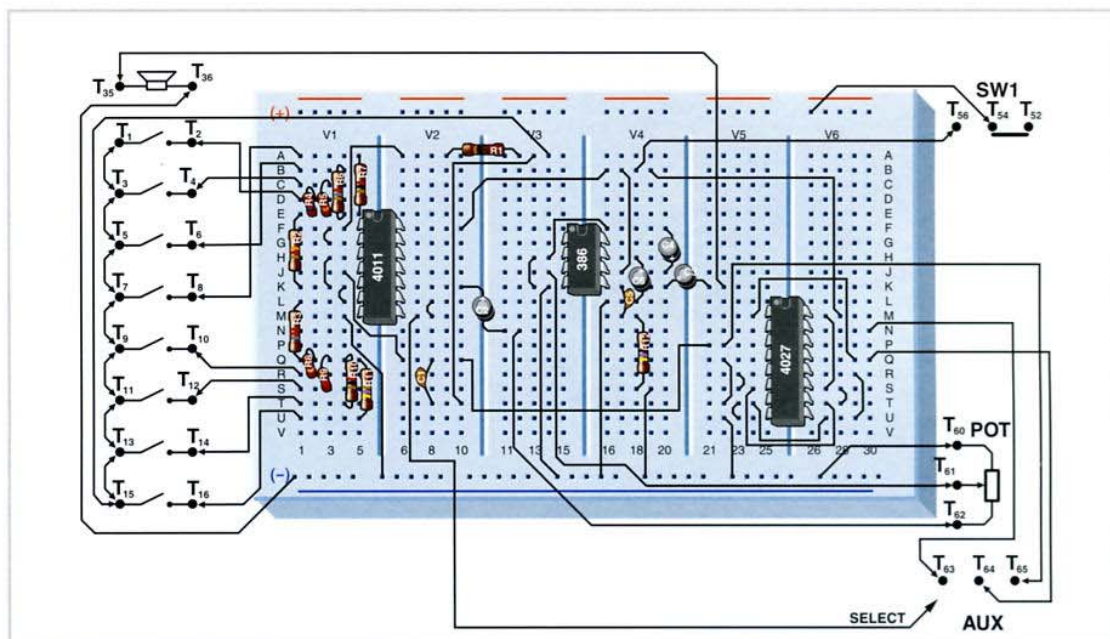 T35 T36
SW1
T56 T54 T52
(+)
V1 V2 V3 V4 V5 V6
T1 T2
T3 T4
T5 T6
T7 T8
T9 T10
T11 T12
T13 T14
T15 T16
A A
B B
C C
D D
E E
F F
G G
H H
J J
K K
L L
M M
N N
P P
Q Q
R R
S S
T T
U U
V V
R1
R7
4011
386
4027
1 3 5 6 8 10 11 13 15 16 18 20 21 23 25 26 28 30
(-)
T60 POT
T61
T62
T63 T64 T65
SELECT
AUX